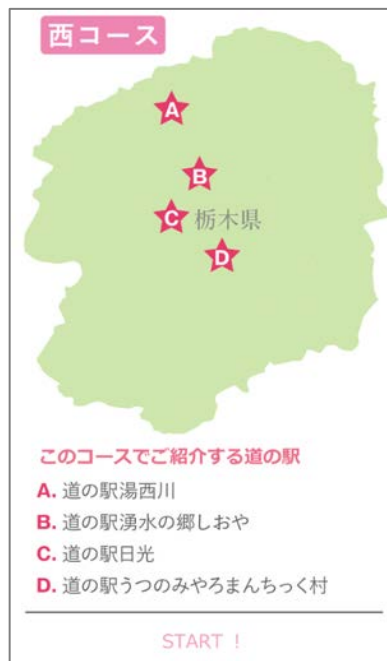 西コース
A
B
C 栃木県
D
このコースでご紹介する道の駅
A. 道の駅湯西川
B. 道の駅湧水の郷しおや
C. 道の駅日光
D. 道の駅うつのみやろまんちっく村
START !